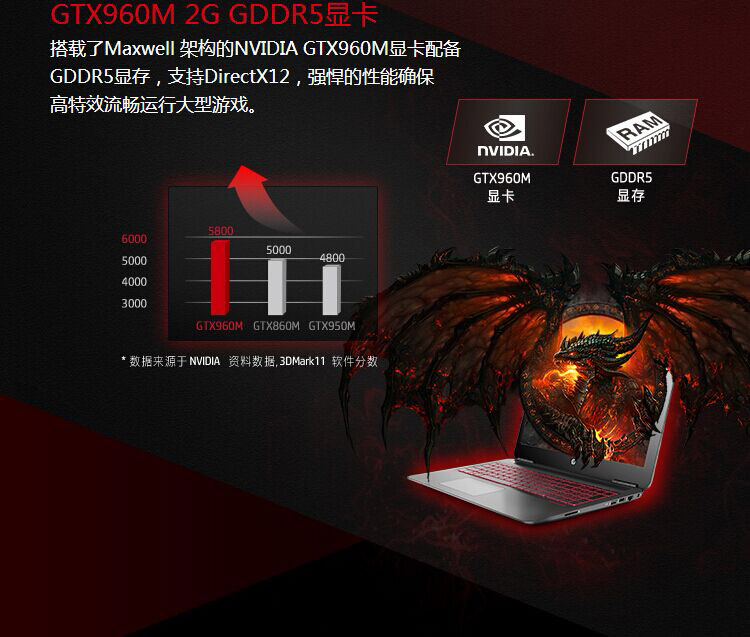 GTX960M 2G GDDR5显卡
搭载了Maxwell 架构的NVIDIA GTX960M显卡配备
GDDR5显存，支持DirectX12，强悍的性能确保
高特效流畅运行大型游戏。
NVIDIA.
RAM
GTX960M
显卡
GDDR5
显存
6000
5000
4000
3000
5800
5000
4800
GTX960M GTX860M GTX950M
* 数据来源于 NVIDIA 资料数据, 3DMark11 软件分数